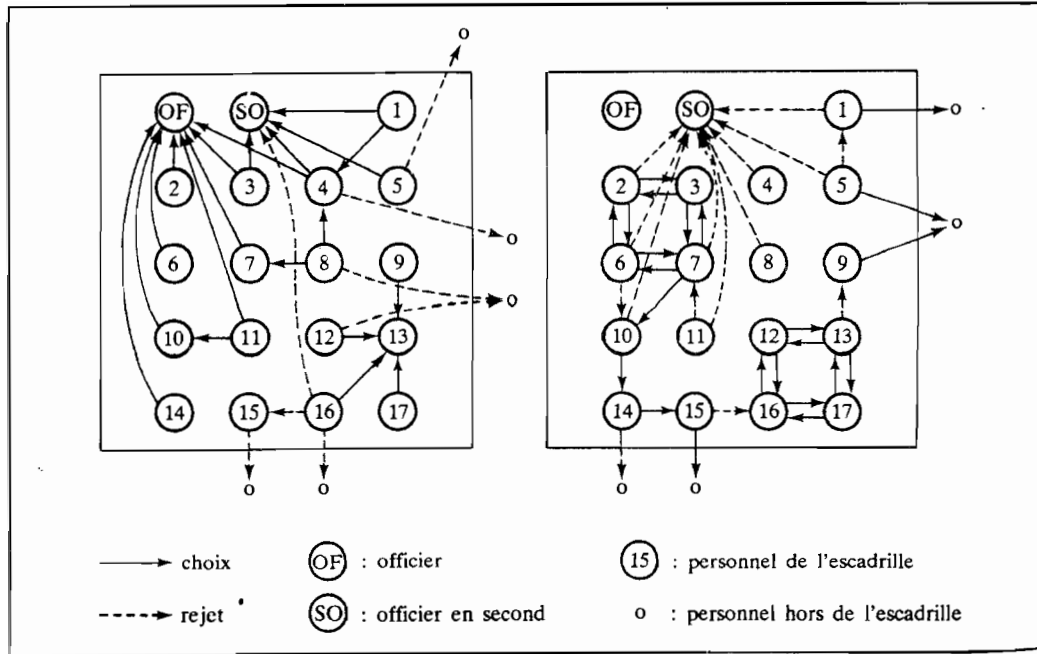 o
OF SO 1
2 3 4 5
o
6 7 8 9
o
10 11 12 13
14 15 16 17
o o
OF SO 1 o
2 3 4 5
o
6 7 8 9
10 11 12 13
14 15 16 17
o o
choix OF : officier 15 : personnel de l'escadrille
rejet SO : officier en second o : personnel hors de l'escadrille